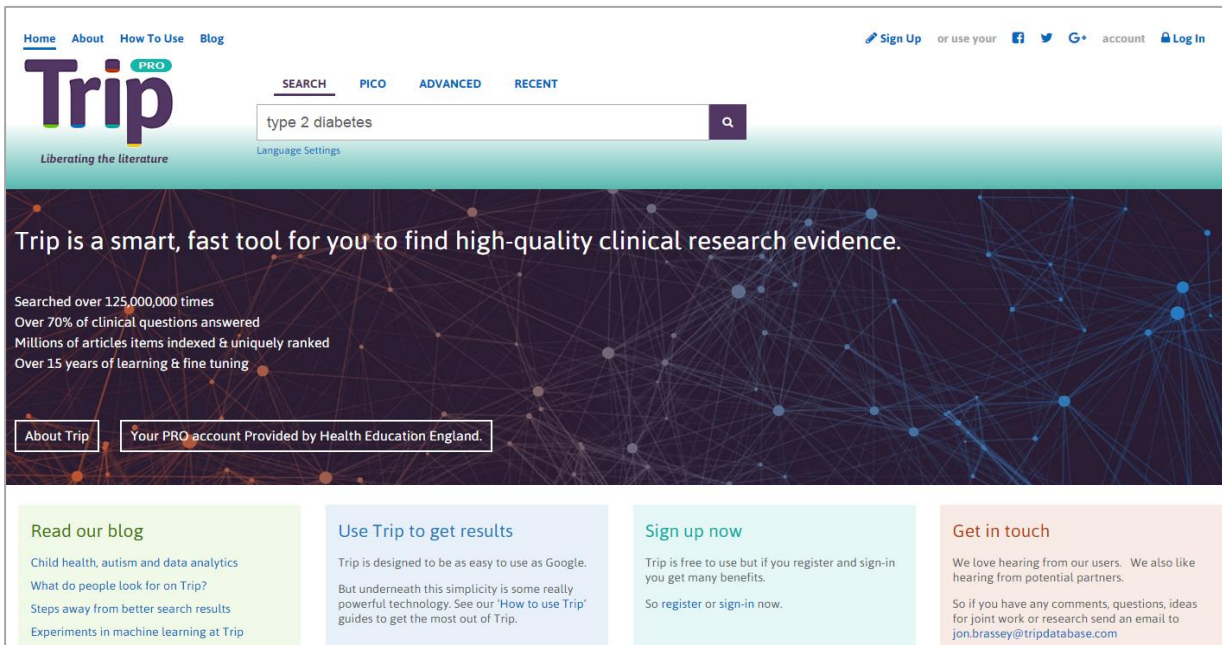 Home About How To Use Blog
Sign Up or use your G+ account Log In
Trip PRO
Liberating the literature
SEARCH PICO ADVANCED RECENT
type 2 diabetes
Language Settings
Trip is a smart, fast tool for you to find high-quality clinical research evidence.
Searched over 125,000,000 times
Over 70% of clinical questions answered
Millions of articles items indexed & uniquely ranked
Over 15 years of learning & fine tuning
About Trip
Your PRO account Provided by Health Education England.
Read our blog
Child health, autism and data analytics
What do people look for on Trip?
Steps away from better search results
Experiments in machine learning at Trip
Use Trip to get results
Trip is designed to be as easy to use as Google.
But underneath this simplicity is some really
powerful technology. See our 'How to use Trip'
guides to get the most out of Trip.
Sign up now
Trip is free to use but if you register and sign-in
you get many benefits.
So register or sign-in now.
Get in touch
We love hearing from our users. We also like
hearing from potential partners.
So if you have any comments, questions, ideas
for joint work or research send an email to
jon.brassey@tripdatabase.com